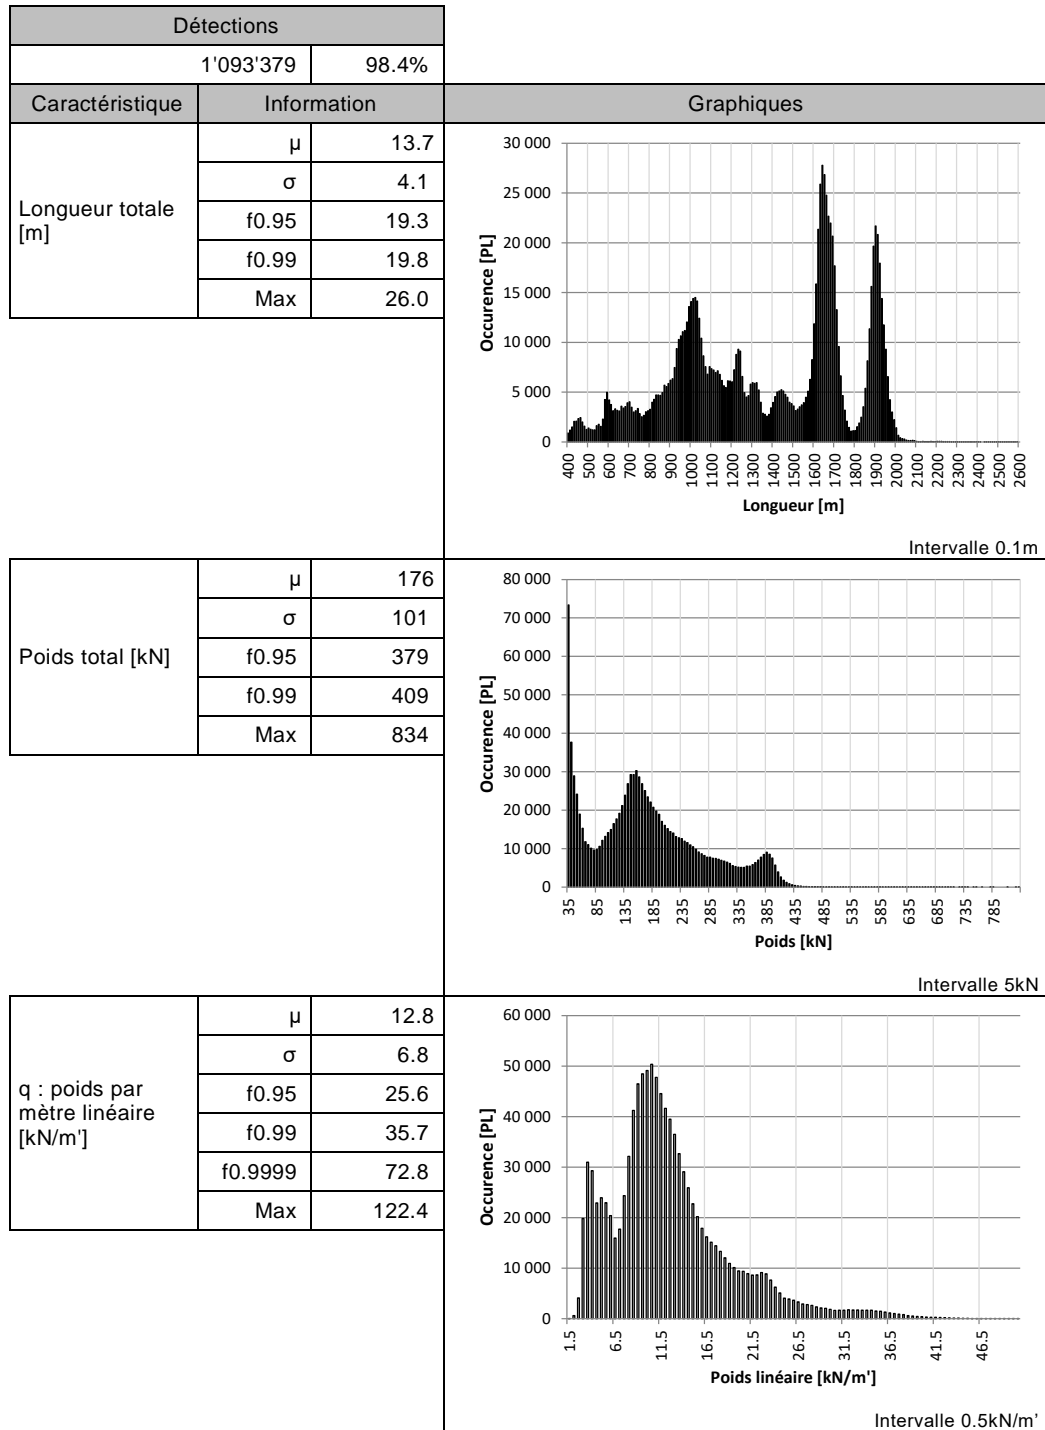 Détections
1'093'379 98.4%
Caractéristique Information Graphiques
Longueur totale
[m]
µ 13.7
σ 4.1
f0.95 19.3
f0.99 19.8
Max 26.0
30 000
25 000
20 000
15 000
10 000
5 000
0
Occurence [PL]
400 500 600 700 800 900 1000 1100 1200 1300 1400 1500 1600 1700 1800 1900 2000 2100 2200 2300 2400 2500 2600
Longueur [m]
Intervalle 0.1m
Poids total [kN]
µ 176
σ 101
f0.95 379
f0.99 409
Max 834
80 000
70 000
60 000
50 000
40 000
30 000
20 000
10 000
0
Occurence [PL]
35 85 135 185 235 285 335 385 435 485 535 585 635 685 735 785
Poids [kN]
Intervalle 5kN
q : poids par
mètre linéaire
[kN/m']
µ 12.8
σ 6.8
f0.95 25.6
f0.99 35.7
f0.9999 72.8
Max 122.4
60 000
50 000
40 000
30 000
20 000
10 000
0
Occurence [PL]
1.5 6.5 11.5 16.5 21.5 26.5 31.5 36.5 41.5 46.5
Poids linéaire [kN/m']
Intervalle 0.5kN/m’